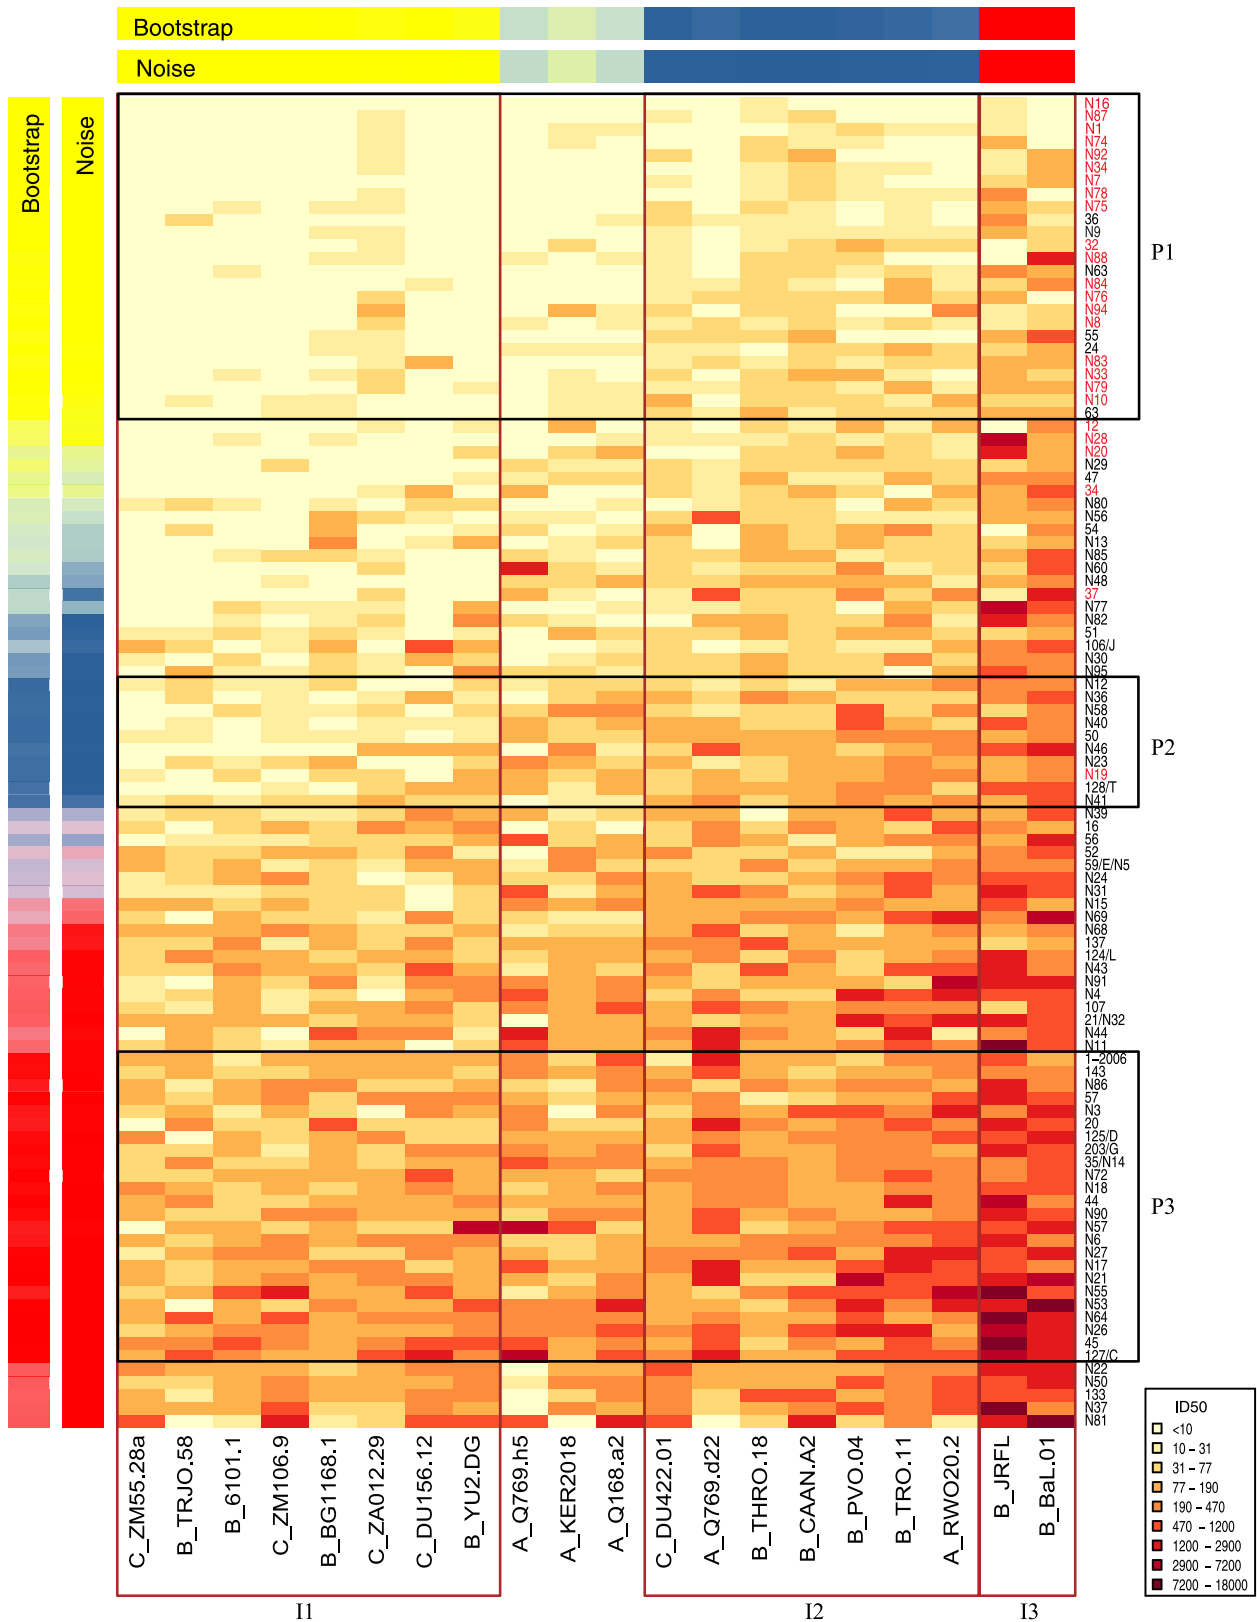 Bootstrap
Noise
Bootstrap
Noise
N16
N87
N1
N74
N92
N34
N7
N78
N75
36
N9
32
N88
N63
N84
N76
N94
N8
55
24
N83
N33
N79
N10
63
12
N28
N20
N29
47
34
N80
N56
54
N13
N85
N60
N48
37
N77
N82
51
106/J
N30
N95
N12
N36
N58
N40
50
N46
N23
N19
128/T
N41
N39
16
56
52
59/E/N5
N24
N31
N15
N69
N68
137
124/L
N43
N91
N4
107
21/N32
N44
N11
1-2006
143
N86
57
N3
20
125/D
203/G
35/N14
N72
N18
44
N90
N57
N6
N27
N17
N21
N55
N53
N64
N26
45
127/C
N22
N50
133
N37
N81
P1
P2
P3
C_ZM55.28a
B_TRJO.58
B_6101.1
C_ZM106.9
B_BG1168.1
C_ZA012.29
C_DU156.12
B_YU2.DG
A_Q769.h5
A_KER2018
A_Q168.a2
C_DU422.01
A_Q769.d22
B_THRO.18
B_CAAN.A2
B_PVO.04
B_TRO.11
A_RWO20.2
B_JRFL
B_BaL.01
I1
I2
I3
ID50
<10
10 – 31
31 – 77
77 – 190
190 – 470
470 – 1200
1200 – 2900
2900 – 7200
7200 – 18000